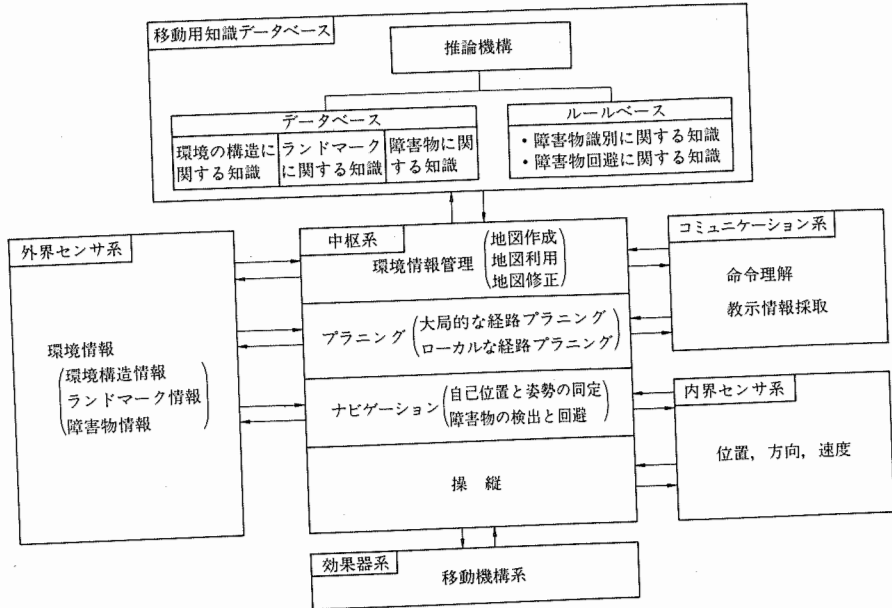 移動用知識データベース
推論機構
データベース
環境の構造に
関する知識
ランドマーク
に関する知識
障害物に関
する知識
ルールベース
・障害物識別に関する知識
・障害物回避に関する知識
外界センサ系
環境情報
環境構造情報
ランドマーク情報
障害物情報
中枢系
環境情報管理
地図作成
地図利用
地図修正
プラニング
大局的な経路プラニング
ローカルな経路プラニング
ナビゲーション
自己位置と姿勢の同定
障害物の検出と回避
操 縦
コミュニケーション系
命令理解
教示情報採取
内界センサ系
位置, 方向, 速度
効果器系
移動機構系